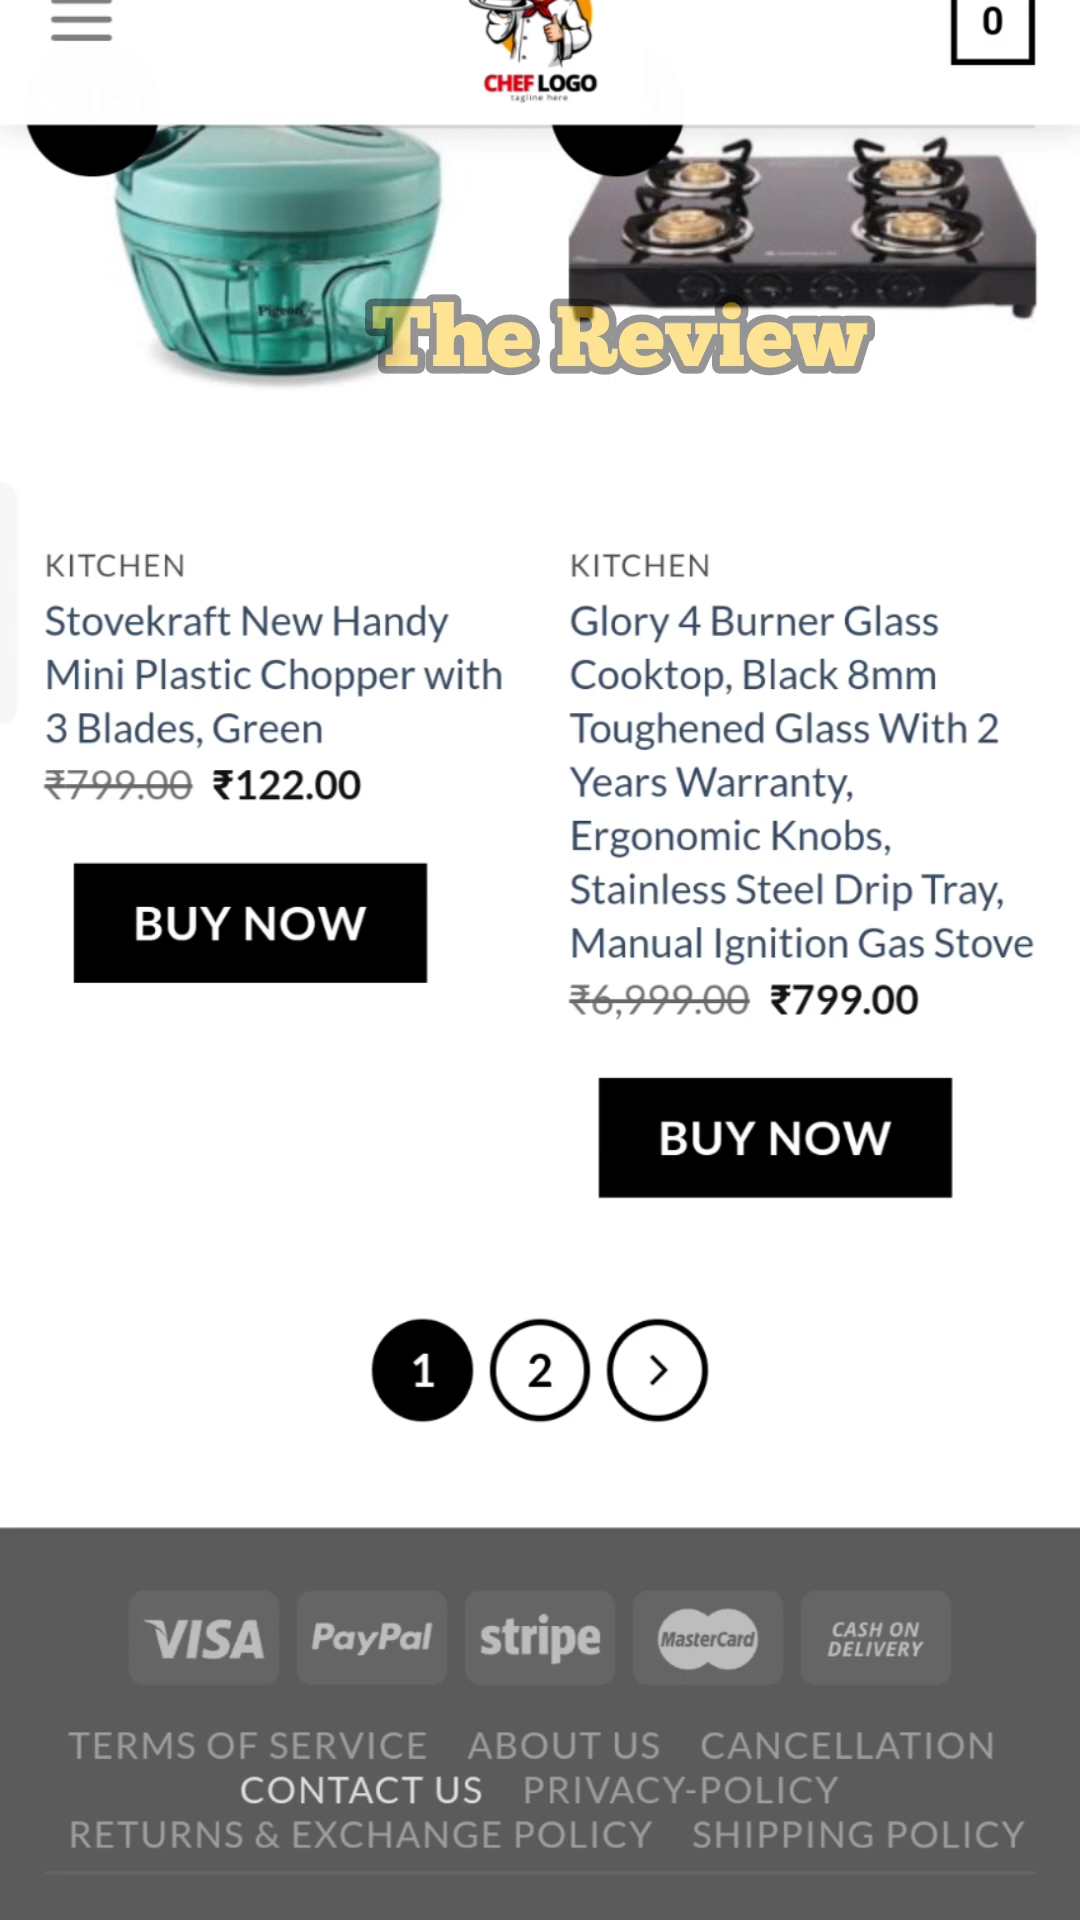 0
CHEF LOGO
tagline here
Pigeon
The Review
KITCHEN
Stovekraft New Handy
Mini Plastic Chopper with
3 Blades, Green
₹799.00 ₹122.00
BUY NOW
KITCHEN
Glory 4 Burner Glass
Cooktop, Black 8mm
Toughened Glass With 2
Years Warranty,
Ergonomic Knobs,
Stainless Steel Drip Tray,
Manual Ignition Gas Stove
₹6,999.00 ₹799.00
BUY NOW
1 2
VISA PayPal stripe MasterCard CASH ON
DELIVERY
TERMS OF SERVICE ABOUT US CANCELLATION
CONTACT US PRIVACY-POLICY
RETURNS & EXCHANGE POLICY SHIPPING POLICY